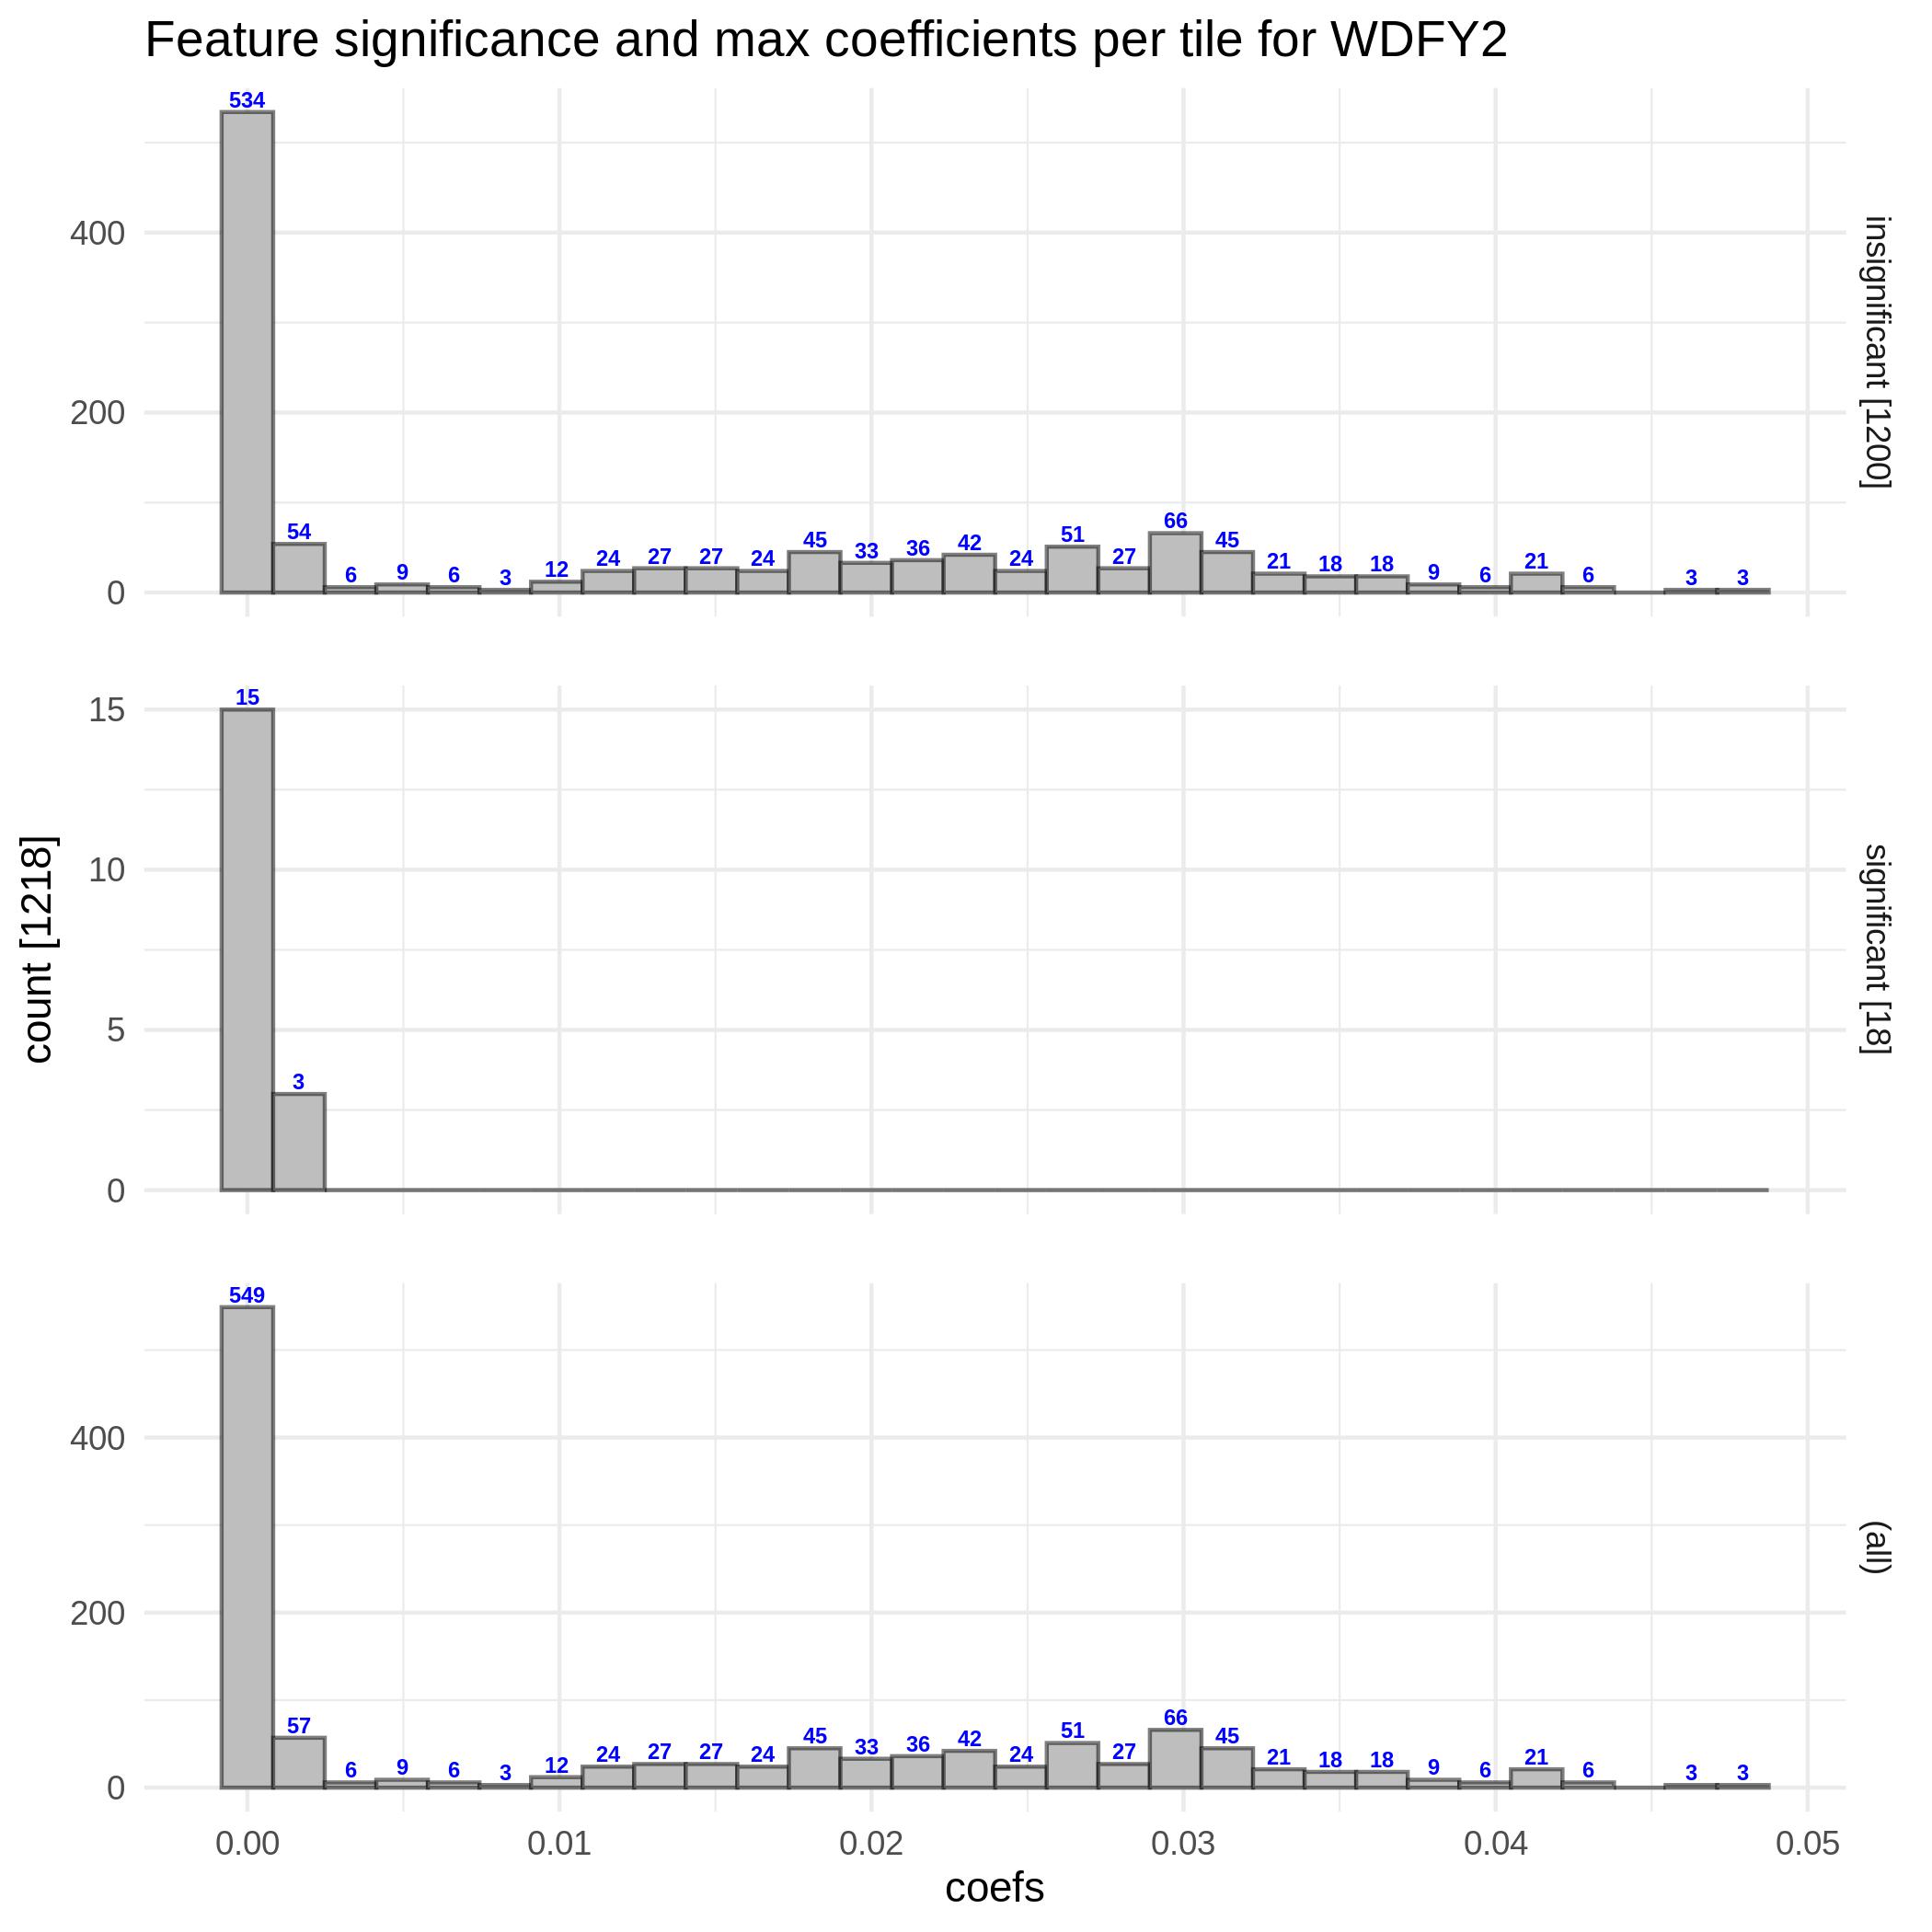 Feature significance and max coefficients per tile for WDFY2
534
54 6 9 6 3 12 24 27 27 24 45 33 36 42 24 51 27 66 45 21 18 18 9 6 21 6 3 3
400
200
0
insignificant [1200]
15
3
15
10
5
0
significant [18]
count [1218]
549
57 6 9 6 3 12 24 27 27 24 45 33 36 42 24 51 27 66 45 21 18 18 9 6 21 6 3 3
400
200
0
(all)
0.00 0.01 0.02 0.03 0.04 0.05
coefs